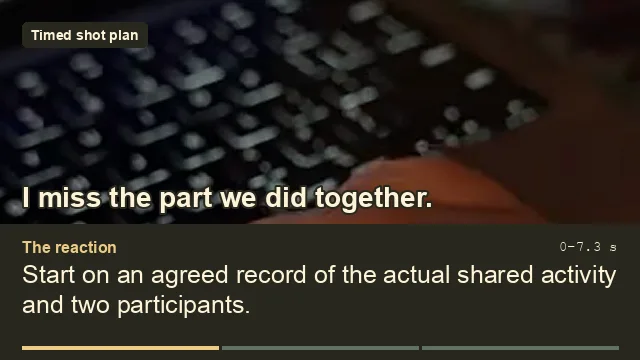 Timed shot plan
I miss the part we did together.
The reaction
0–7.3 s
Start on an agreed record of the actual shared activity
and two participants.